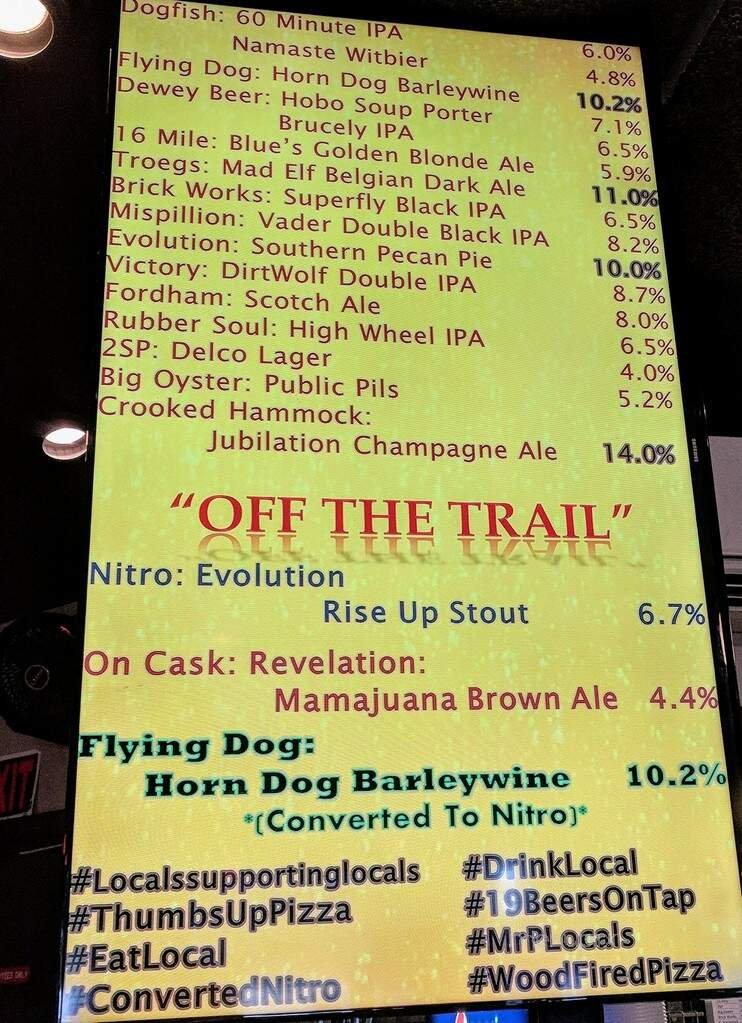 Dogfish: 60 Minute IPA 6.0%
Namaste Witbier 4.8%
Flying Dog: Horn Dog Barleywine 10.2%
Dewey Beer: Hobo Soup Porter 7.1%
Brucely IPA 6.5%
16 Mile: Blue's Golden Blonde Ale 5.9%
Troegs: Mad Elf Belgian Dark Ale 11.0%
Brick Works: Superfly Black IPA 6.5%
Mispillion: Vader Double Black IPA 8.2%
Evolution: Southern Pecan Pie 10.0%
Victory: DirtWolf Double IPA 8.7%
Fordham: Scotch Ale 8.0%
Rubber Soul: High Wheel IPA 6.5%
2SP: Delco Lager 4.0%
Big Oyster: Public Pils 5.2%
Crooked Hammock:
Jubilation Champagne Ale 14.0%
SAMSUNG
"OFF THE TRAIL"
Nitro: Evolution
Rise Up Stout 6.7%
On Cask: Revelation:
Mamajuana Brown Ale 4.4%
Flying Dog:
Horn Dog Barleywine 10.2%
*(Converted To Nitro)*
XIT
#Localssupportinglocals #DrinkLocal
#ThumbsUpPizza #19BeersOnTap
#EatLocal #MrPLocals
#ConvertedNitro #WoodFiredPizza